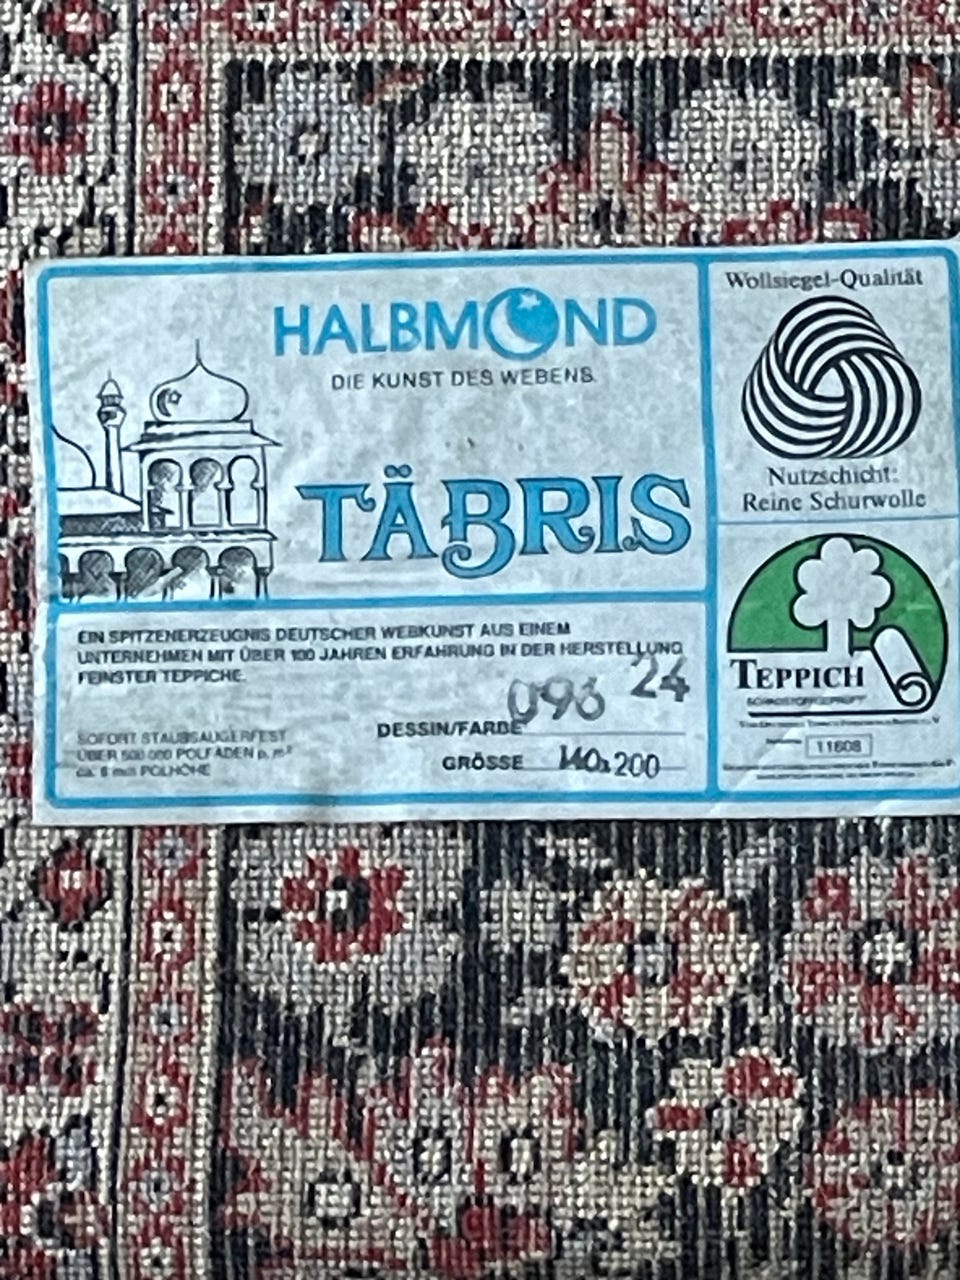 HALBMOND
DIE KUNST DES WEBENS.
TÄBRIS
EIN SPITZENERZEUGNIS DEUTSCHER WEBKUNST AUS EINEM
UNTERNEHMEN MIT ÜBER 100 JAHREN ERFAHRUNG IN DER HERSTELLUNG
FEINSTER TEPPICHE.
SOFORT STAUBSAUGERFEST
ÜBER 500 000 POLFÄDEN p. m²
ca. 6 mm POLHÖHE
DESSIN/FARBE 096 24
GRÖSSE 140x200
Wollsiegel-Qualität
Nutzschicht:
Reine Schurwolle
TEPPICH
SCHADSTOFFGEPRÜFT
11608